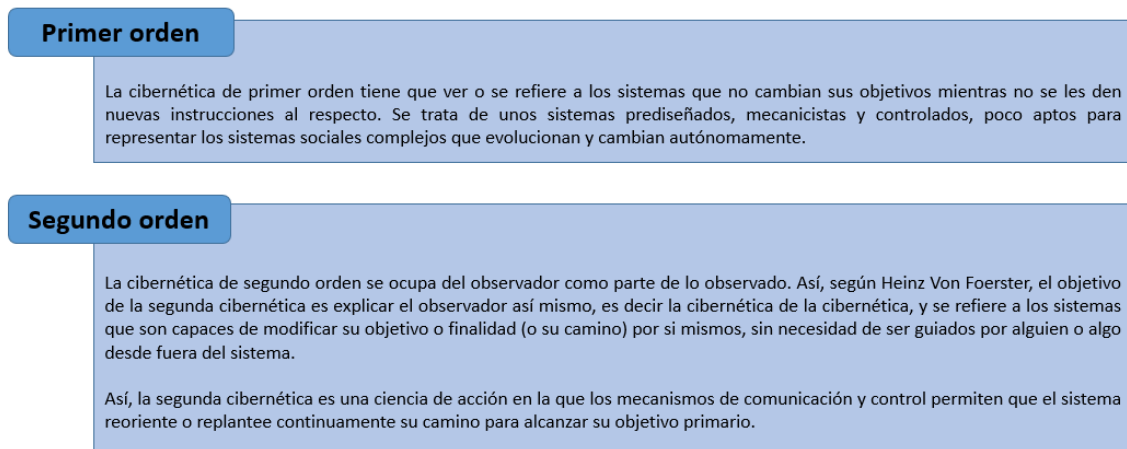 Primer orden
La cibernética de primer orden tiene que ver o se refiere a los sistemas que no cambian sus objetivos mientras no se les den
nuevas instrucciones al respecto. Se trata de unos sistemas prediseñados, mecanicistas y controlados, poco aptos para
representar los sistemas sociales complejos que evolucionan y cambian autónomamente.
Segundo orden
La cibernética de segundo orden se ocupa del observador como parte de lo observado. Así, según Heinz Von Foerster, el objetivo
de la segunda cibernética es explicar el observador así mismo, es decir la cibernética de la cibernética, y se refiere a los sistemas
que son capaces de modificar su objetivo o finalidad (o su camino) por si mismos, sin necesidad de ser guiados por alguien o algo
desde fuera del sistema.
Así, la segunda cibernética es una ciencia de acción en la que los mecanismos de comunicación y control permiten que el sistema
reoriente o replantee continuamente su camino para alcanzar su objetivo primario.